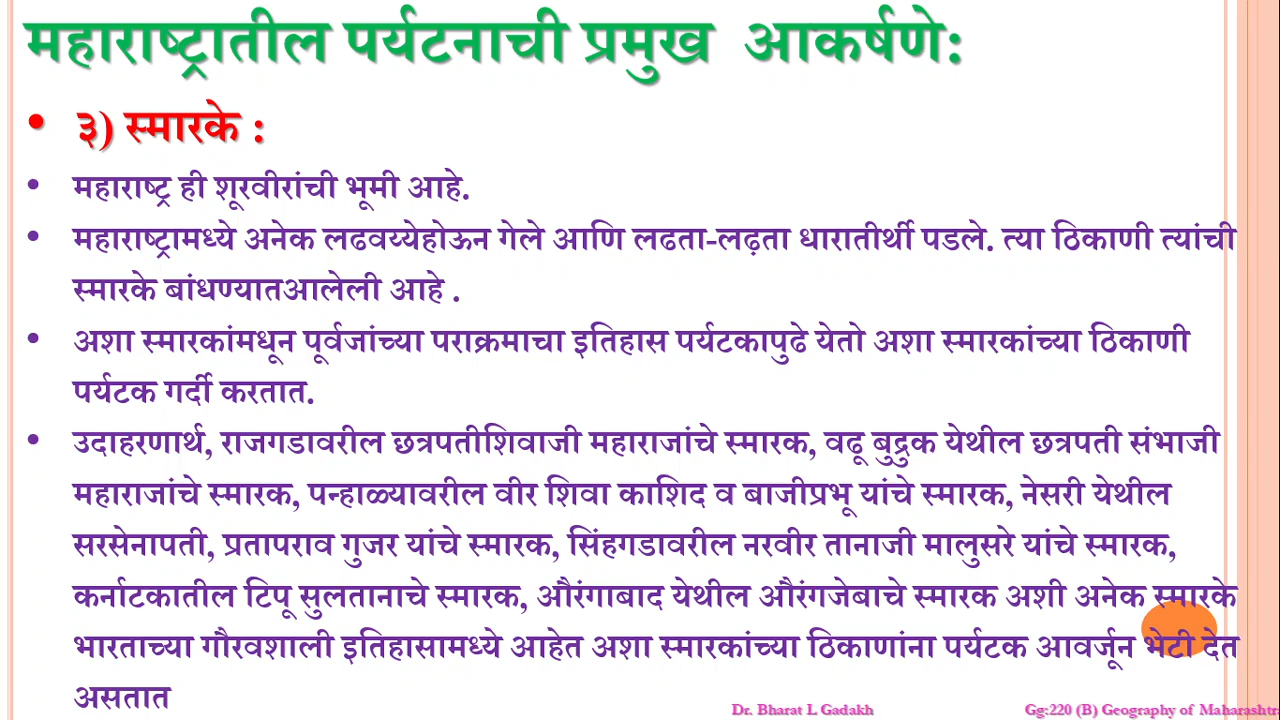 महाराष्ट्रातील पर्यटनाची प्रमुख आकर्षणे:
• ३) स्मारके :
• महाराष्ट्र ही शूरवीरांची भूमी आहे.
• महाराष्ट्रामध्ये अनेक लढवय्येहोऊन गेले आणि लढता-लढ़ता धारातीर्थी पडले. त्या ठिकाणी त्यांची
स्मारके बांधण्यातआलेली आहे .
• अशा स्मारकांमधून पूर्वजांच्या पराक्रमाचा इतिहास पर्यटकापुढे येतो अशा स्मारकांच्या ठिकाणी
पर्यटक गर्दी करतात.
• उदाहरणार्थ, राजगडावरील छत्रपतीशिवाजी महाराजांचे स्मारक, वढू बुद्रुक येथील छत्रपती संभाजी
महाराजांचे स्मारक, पन्हाळ्यावरील वीर शिवा काशिद व बाजीप्रभू यांचे स्मारक, नेसरी येथील
सरसेनापती, प्रतापराव गुजर यांचे स्मारक, सिंहगडावरील नरवीर तानाजी मालुसरे यांचे स्मारक,
कर्नाटकातील टिपू सुलतानाचे स्मारक, औरंगाबाद येथील औरंगजेबाचे स्मारक अशी अनेक स्मारके
भारताच्या गौरवशाली इतिहासामध्ये आहेत अशा स्मारकांच्या ठिकाणांना पर्यटक आवर्जून भेटी देत
असतात
Dr. Bharat L Gadakh Gg:220 (B) Geography of Maharashtr